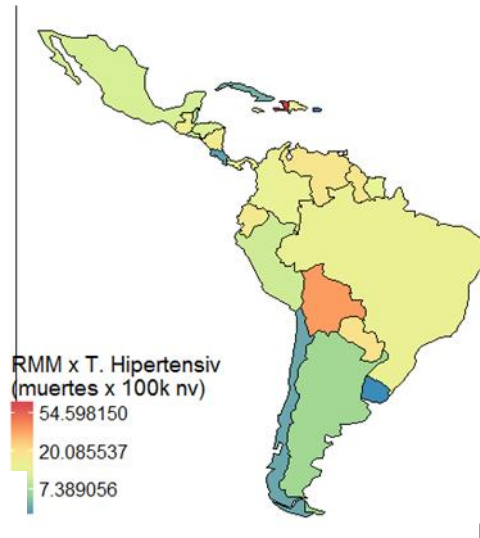 RMM x T. Hipertensiv
(muertes x 100k nv)
54.598150
20.085537
7.389056